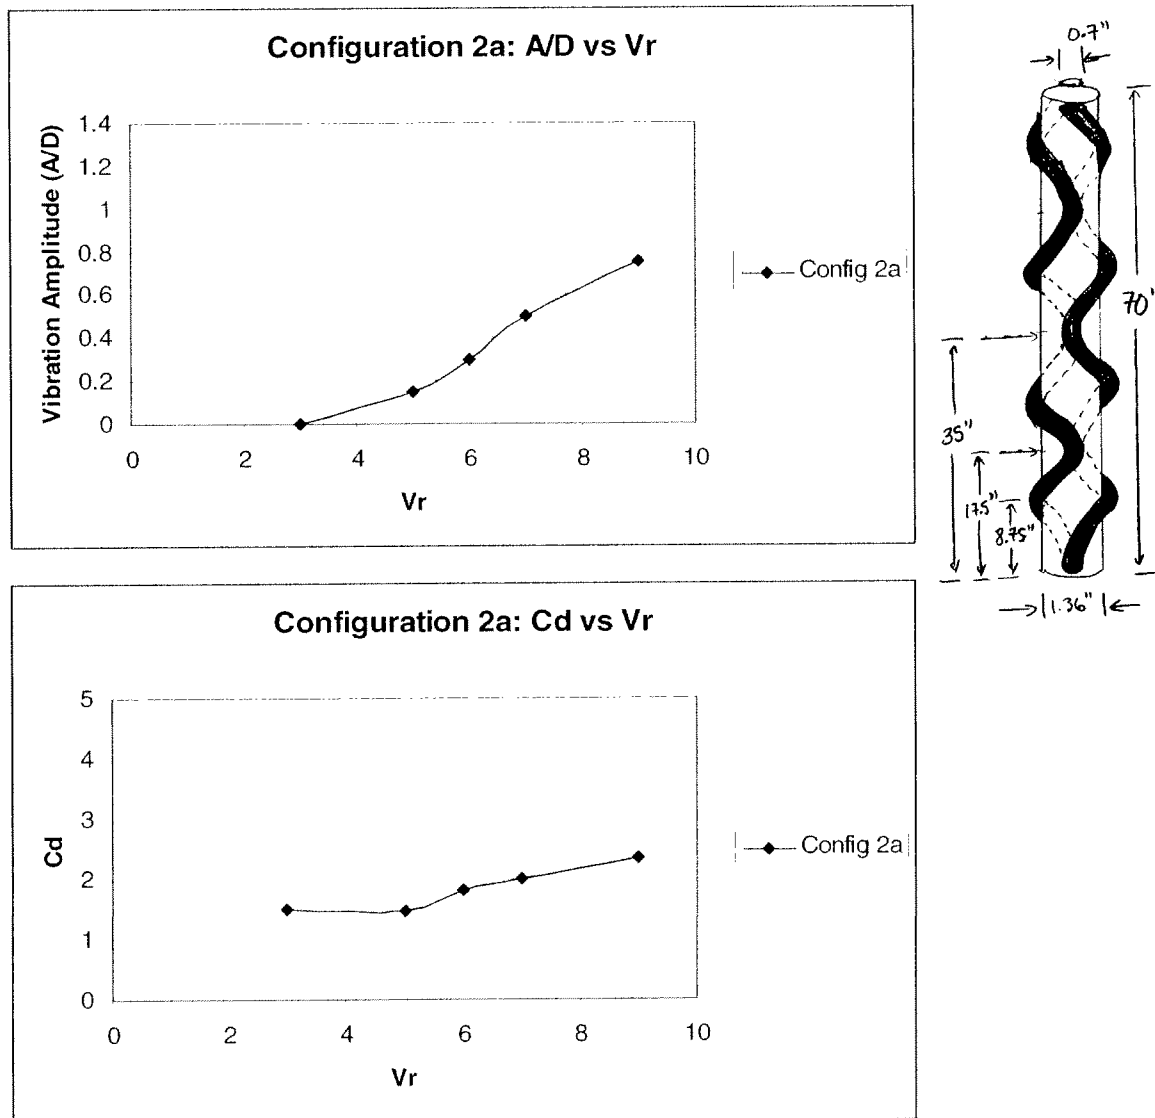 Configuration 2a: A/D vs Vr
Vibration Amplitude (A/D)
1.4
1.2
1
0.8
0.6
0.4
0.2
0
0 2 4 6 8 10
Vr
Config 2a
0.7"
70'
35"
17.5"
8.75"
1.36"
Configuration 2a: Cd vs Vr
Cd
5
4
3
2
1
0
0 2 4 6 8 10
Vr
Config 2a